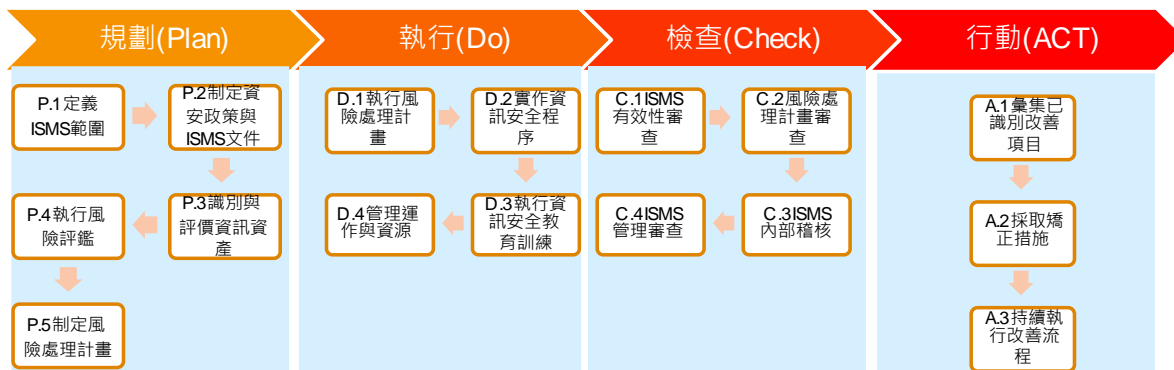 規劃(Plan)
執行(Do)
檢查(Check)
行動(ACT)
P.1定義
ISMS範圍
P.2制定資
安政策與
ISMS文件
P.3識別與
評價資訊資
產
P.4執行風
險評鑑
P.5制定風
險處理計畫
D.1執行風
險處理計
畫
D.2實作資
訊安全程
序
D.3執行資
訊安全教
育訓練
D.4管理運
作與資源
C.1ISMS
有效性審
查
C.2風險處
理計畫審
查
C.3ISMS
內部稽核
C.4ISMS
管理審查
A.1彙集已
識別改善
項目
A.2採取矯
正措施
A.3持續執
行改善流
程